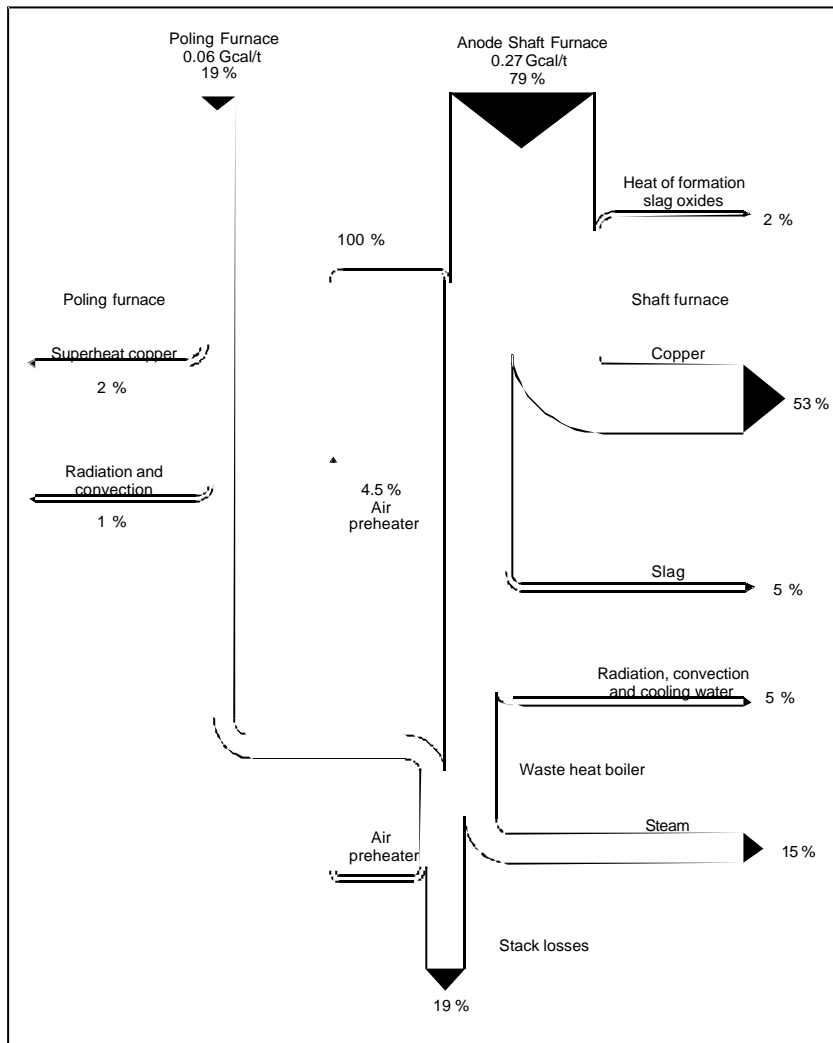 Poling Furnace
0.06 Gcal/t
19 %
Anode Shaft Furnace
0.27 Gcal/t
79 %
Heat of formation
slag oxides
2 %
100 %
Poling furnace
Shaft furnace
Superheat copper
2 %
Copper
53 %
Radiation and
convection
1 %
4.5 %
Air
preheater
Slag
5 %
Radiation, convection
and cooling water
5 %
Waste heat boiler
Air
preheater
Steam
15 %
Stack losses
19 %